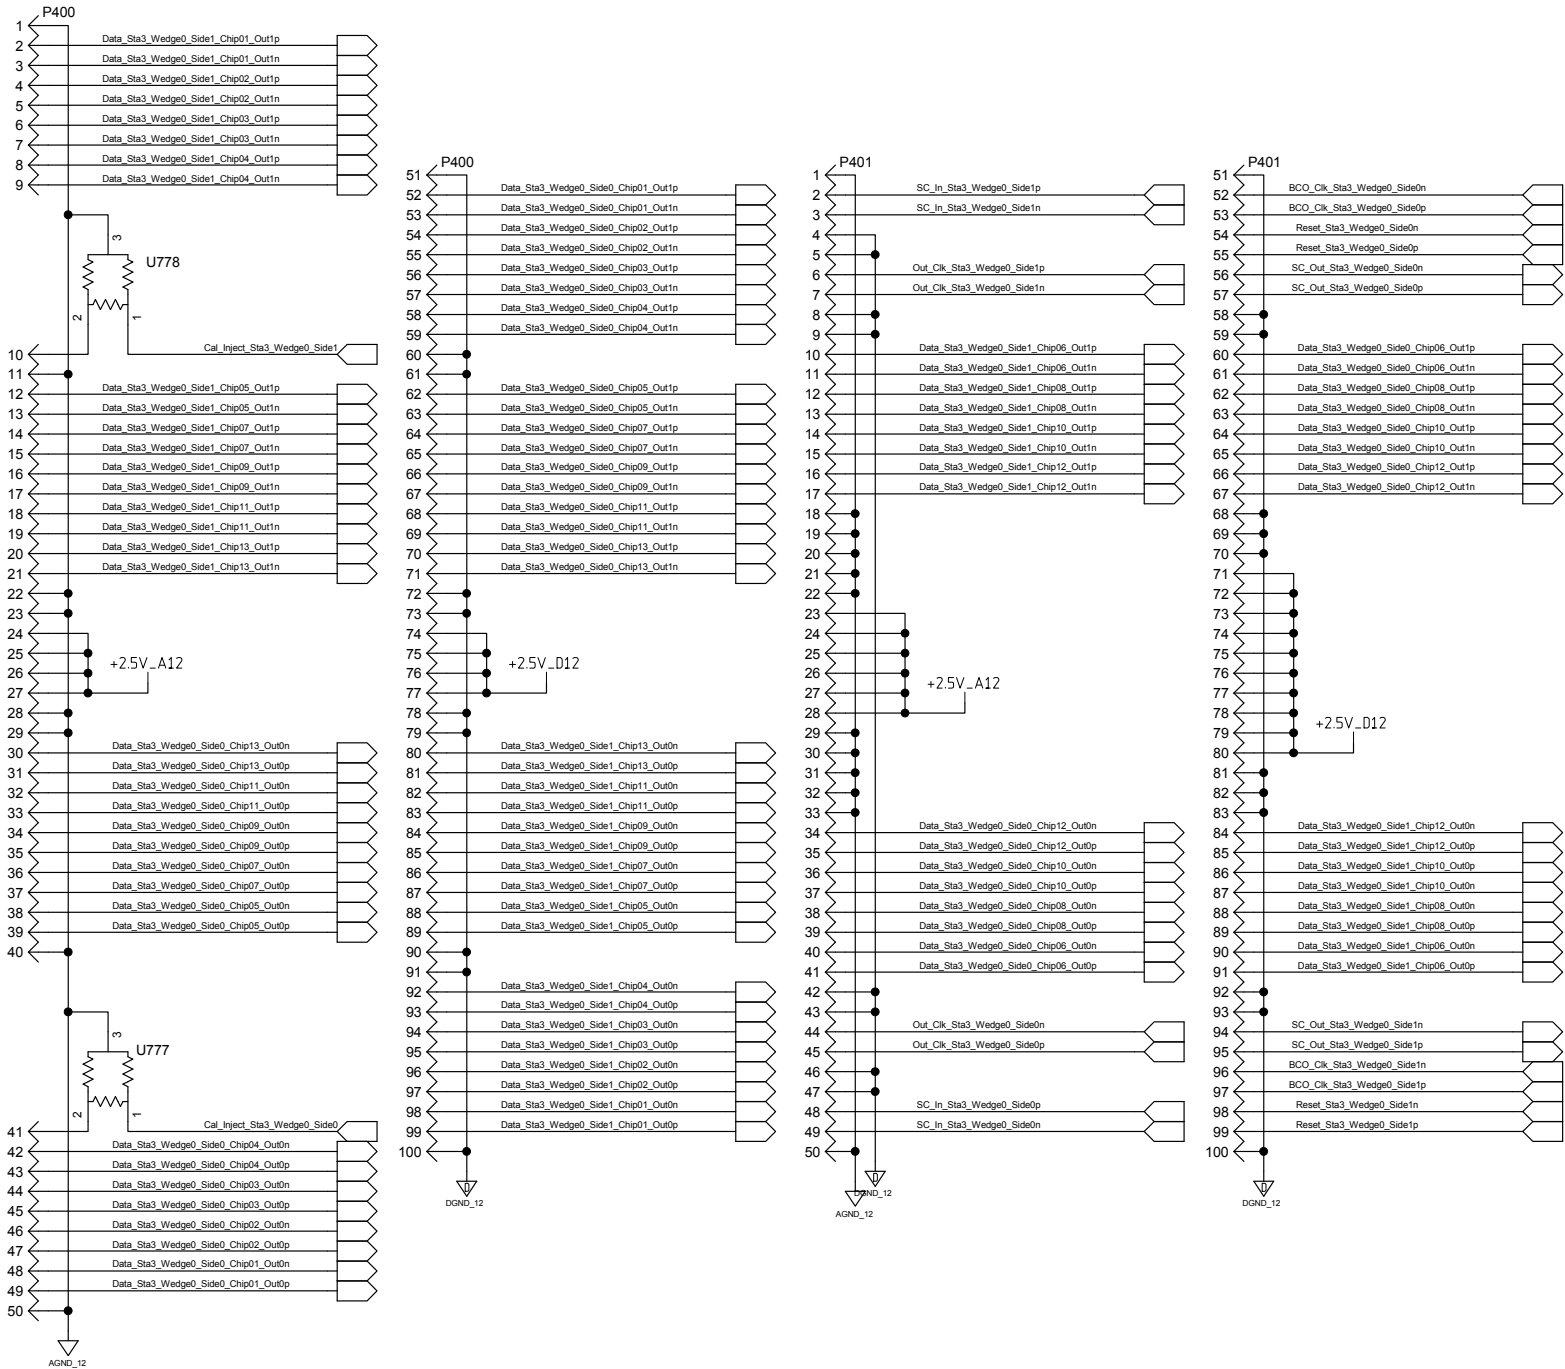 P400
1
2 Data_Sta3_Wedge0_Side1_Chip01_Out1p
3 Data_Sta3_Wedge0_Side1_Chip01_Out1n
4 Data_Sta3_Wedge0_Side1_Chip02_Out1p
5 Data_Sta3_Wedge0_Side1_Chip02_Out1n
6 Data_Sta3_Wedge0_Side1_Chip03_Out1p
7 Data_Sta3_Wedge0_Side1_Chip03_Out1n
8 Data_Sta3_Wedge0_Side1_Chip04_Out1p
9 Data_Sta3_Wedge0_Side1_Chip04_Out1n
3
U778
2 1
10 Cal_Inject_Sta3_Wedge0_Side1
11
12 Data_Sta3_Wedge0_Side1_Chip05_Out1p
13 Data_Sta3_Wedge0_Side1_Chip05_Out1n
14 Data_Sta3_Wedge0_Side1_Chip07_Out1p
15 Data_Sta3_Wedge0_Side1_Chip07_Out1n
16 Data_Sta3_Wedge0_Side1_Chip09_Out1p
17 Data_Sta3_Wedge0_Side1_Chip09_Out1n
18 Data_Sta3_Wedge0_Side1_Chip11_Out1p
19 Data_Sta3_Wedge0_Side1_Chip11_Out1n
20 Data_Sta3_Wedge0_Side1_Chip13_Out1p
21 Data_Sta3_Wedge0_Side1_Chip13_Out1n
22
23
24
25
+2.5V_A12
26
27
28
29
30 Data_Sta3_Wedge0_Side0_Chip13_Out0n
31 Data_Sta3_Wedge0_Side0_Chip13_Out0p
32 Data_Sta3_Wedge0_Side0_Chip11_Out0n
33 Data_Sta3_Wedge0_Side0_Chip11_Out0p
34 Data_Sta3_Wedge0_Side0_Chip09_Out0n
35 Data_Sta3_Wedge0_Side0_Chip09_Out0p
36 Data_Sta3_Wedge0_Side0_Chip07_Out0n
37 Data_Sta3_Wedge0_Side0_Chip07_Out0p
38 Data_Sta3_Wedge0_Side0_Chip05_Out0n
39 Data_Sta3_Wedge0_Side0_Chip05_Out0p
40
3
U777
2 1
41 Cal_Inject_Sta3_Wedge0_Side0
42 Data_Sta3_Wedge0_Side0_Chip04_Out0n
43 Data_Sta3_Wedge0_Side0_Chip04_Out0p
44 Data_Sta3_Wedge0_Side0_Chip03_Out0n
45 Data_Sta3_Wedge0_Side0_Chip03_Out0p
46 Data_Sta3_Wedge0_Side0_Chip02_Out0n
47 Data_Sta3_Wedge0_Side0_Chip02_Out0p
48 Data_Sta3_Wedge0_Side0_Chip01_Out0n
49 Data_Sta3_Wedge0_Side0_Chip01_Out0p
50
AGND_12
P400
51
52 Data_Sta3_Wedge0_Side0_Chip01_Out1p
53 Data_Sta3_Wedge0_Side0_Chip01_Out1n
54 Data_Sta3_Wedge0_Side0_Chip02_Out1p
55 Data_Sta3_Wedge0_Side0_Chip02_Out1n
56 Data_Sta3_Wedge0_Side0_Chip03_Out1p
57 Data_Sta3_Wedge0_Side0_Chip03_Out1n
58 Data_Sta3_Wedge0_Side0_Chip04_Out1p
59 Data_Sta3_Wedge0_Side0_Chip04_Out1n
60
61
62 Data_Sta3_Wedge0_Side0_Chip05_Out1p
63 Data_Sta3_Wedge0_Side0_Chip05_Out1n
64 Data_Sta3_Wedge0_Side0_Chip07_Out1p
65 Data_Sta3_Wedge0_Side0_Chip07_Out1n
66 Data_Sta3_Wedge0_Side0_Chip09_Out1p
67 Data_Sta3_Wedge0_Side0_Chip09_Out1n
68 Data_Sta3_Wedge0_Side0_Chip11_Out1p
69 Data_Sta3_Wedge0_Side0_Chip11_Out1n
70 Data_Sta3_Wedge0_Side0_Chip13_Out1p
71 Data_Sta3_Wedge0_Side0_Chip13_Out1n
72
73
74
75
+2.5V_D12
76
77
78
79
80 Data_Sta3_Wedge0_Side1_Chip13_Out0n
81 Data_Sta3_Wedge0_Side1_Chip13_Out0p
82 Data_Sta3_Wedge0_Side1_Chip11_Out0n
83 Data_Sta3_Wedge0_Side1_Chip11_Out0p
84 Data_Sta3_Wedge0_Side1_Chip09_Out0n
85 Data_Sta3_Wedge0_Side1_Chip09_Out0p
86 Data_Sta3_Wedge0_Side1_Chip07_Out0n
87 Data_Sta3_Wedge0_Side1_Chip07_Out0p
88 Data_Sta3_Wedge0_Side1_Chip05_Out0n
89 Data_Sta3_Wedge0_Side1_Chip05_Out0p
90
91
92 Data_Sta3_Wedge0_Side1_Chip04_Out0n
93 Data_Sta3_Wedge0_Side1_Chip04_Out0p
94 Data_Sta3_Wedge0_Side1_Chip03_Out0n
95 Data_Sta3_Wedge0_Side1_Chip03_Out0p
96 Data_Sta3_Wedge0_Side1_Chip02_Out0n
97 Data_Sta3_Wedge0_Side1_Chip02_Out0p
98 Data_Sta3_Wedge0_Side1_Chip01_Out0n
99 Data_Sta3_Wedge0_Side1_Chip01_Out0p
100
D
DGND_12
P401
1
2 SC_In_Sta3_Wedge0_Side1p
3 SC_In_Sta3_Wedge0_Side1n
4
5
6 Out_Clk_Sta3_Wedge0_Side1p
7 Out_Clk_Sta3_Wedge0_Side1n
8
9
10 Data_Sta3_Wedge0_Side1_Chip06_Out1p
11 Data_Sta3_Wedge0_Side1_Chip06_Out1n
12 Data_Sta3_Wedge0_Side1_Chip08_Out1p
13 Data_Sta3_Wedge0_Side1_Chip08_Out1n
14 Data_Sta3_Wedge0_Side1_Chip10_Out1p
15 Data_Sta3_Wedge0_Side1_Chip10_Out1n
16 Data_Sta3_Wedge0_Side1_Chip12_Out1p
17 Data_Sta3_Wedge0_Side1_Chip12_Out1n
18
19
20
21
22
23
24
25
26
+2.5V_A12
27
28
29
30
31
32
33
34 Data_Sta3_Wedge0_Side0_Chip12_Out0n
35 Data_Sta3_Wedge0_Side0_Chip12_Out0p
36 Data_Sta3_Wedge0_Side0_Chip10_Out0n
37 Data_Sta3_Wedge0_Side0_Chip10_Out0p
38 Data_Sta3_Wedge0_Side0_Chip08_Out0n
39 Data_Sta3_Wedge0_Side0_Chip08_Out0p
40 Data_Sta3_Wedge0_Side0_Chip06_Out0n
41 Data_Sta3_Wedge0_Side0_Chip06_Out0p
42
43
44 Out_Clk_Sta3_Wedge0_Side0n
45 Out_Clk_Sta3_Wedge0_Side0p
46
47
48 SC_In_Sta3_Wedge0_Side0p
49 SC_In_Sta3_Wedge0_Side0n
50
D
DGND_12
AGND_12
P401
51
52 BCO_Clk_Sta3_Wedge0_Side0n
53 BCO_Clk_Sta3_Wedge0_Side0p
54 Reset_Sta3_Wedge0_Side0n
55 Reset_Sta3_Wedge0_Side0p
56 SC_Out_Sta3_Wedge0_Side0n
57 SC_Out_Sta3_Wedge0_Side0p
58
59
60 Data_Sta3_Wedge0_Side0_Chip06_Out1p
61 Data_Sta3_Wedge0_Side0_Chip06_Out1n
62 Data_Sta3_Wedge0_Side0_Chip08_Out1p
63 Data_Sta3_Wedge0_Side0_Chip08_Out1n
64 Data_Sta3_Wedge0_Side0_Chip10_Out1p
65 Data_Sta3_Wedge0_Side0_Chip10_Out1n
66 Data_Sta3_Wedge0_Side0_Chip12_Out1p
67 Data_Sta3_Wedge0_Side0_Chip12_Out1n
68
69
70
71
72
73
74
75
76
77
78
+2.5V_D12
79
80
81
82
83
84 Data_Sta3_Wedge0_Side1_Chip12_Out0n
85 Data_Sta3_Wedge0_Side1_Chip12_Out0p
86 Data_Sta3_Wedge0_Side1_Chip10_Out0p
87 Data_Sta3_Wedge0_Side1_Chip10_Out0n
88 Data_Sta3_Wedge0_Side1_Chip08_Out0n
89 Data_Sta3_Wedge0_Side1_Chip08_Out0p
90 Data_Sta3_Wedge0_Side1_Chip06_Out0n
91 Data_Sta3_Wedge0_Side1_Chip06_Out0p
92
93
94 SC_Out_Sta3_Wedge0_Side1n
95 SC_Out_Sta3_Wedge0_Side1p
96 BCO_Clk_Sta3_Wedge0_Side1n
97 BCO_Clk_Sta3_Wedge0_Side1p
98 Reset_Sta3_Wedge0_Side1n
99 Reset_Sta3_Wedge0_Side1p
100
D
DGND_12